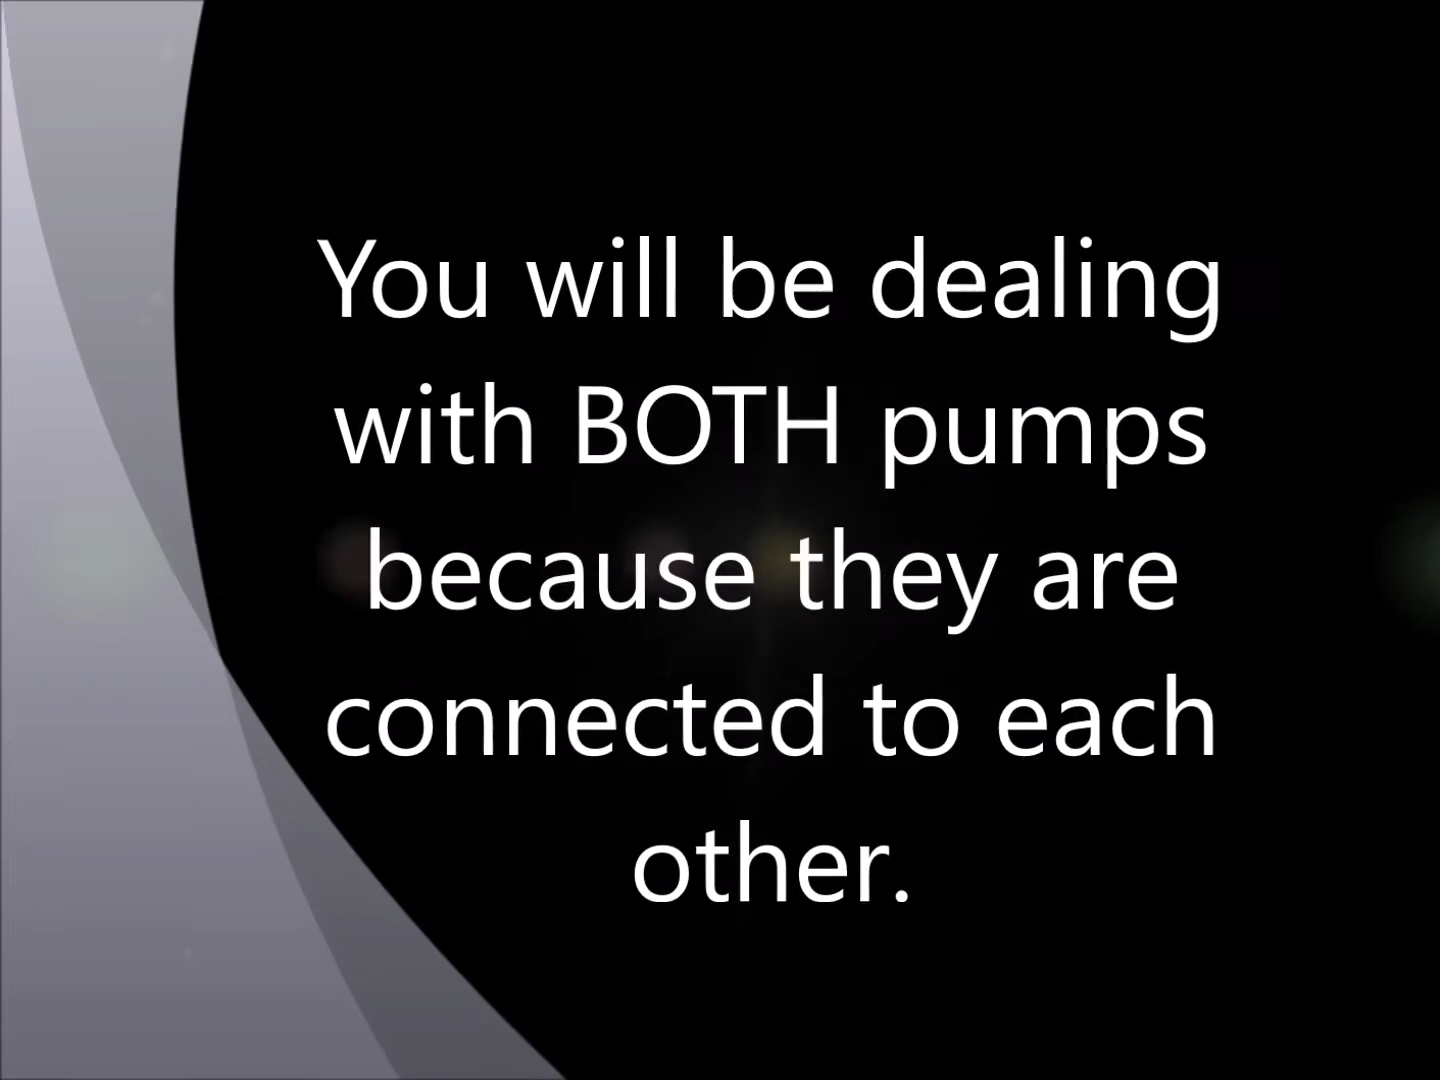 You will be dealing
with BOTH pumps
because they are
connected to each
other.